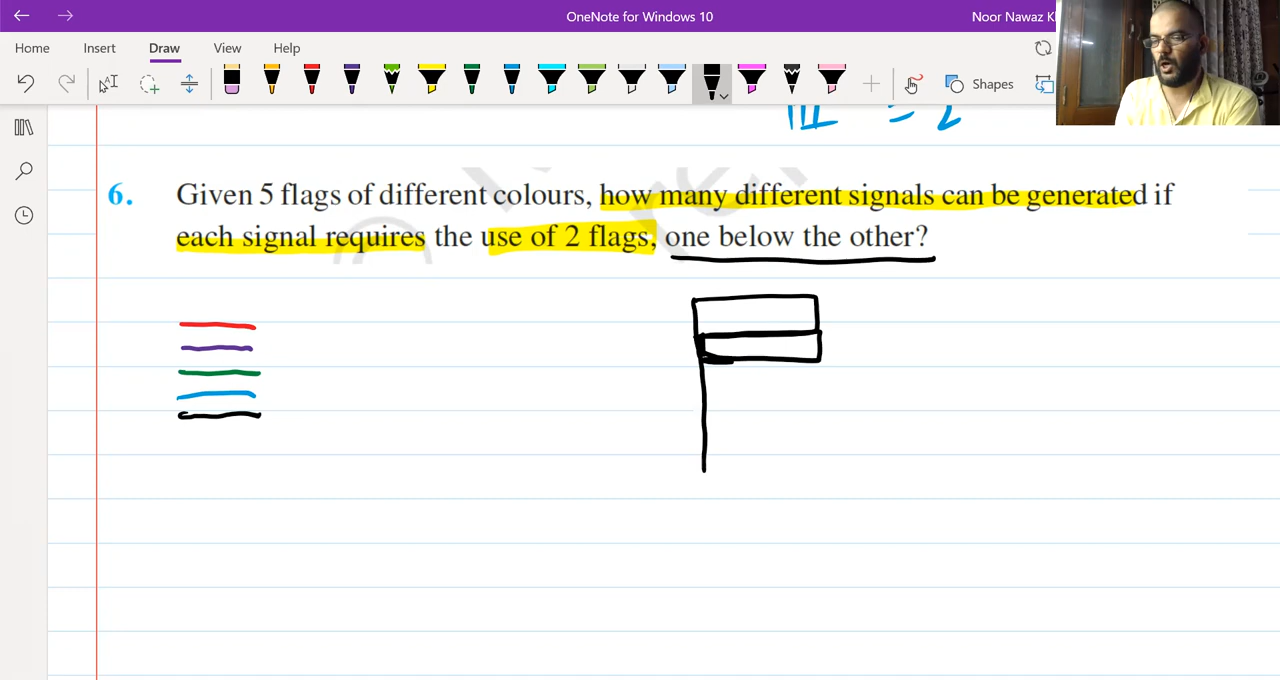 OneNote for Windows 10
Noor Nawaz
Home Insert Draw View Help
Shapes
= 2
6. Given 5 flags of different colours, how many different signals can be generated if
each signal requires the use of 2 flags, one below the other?